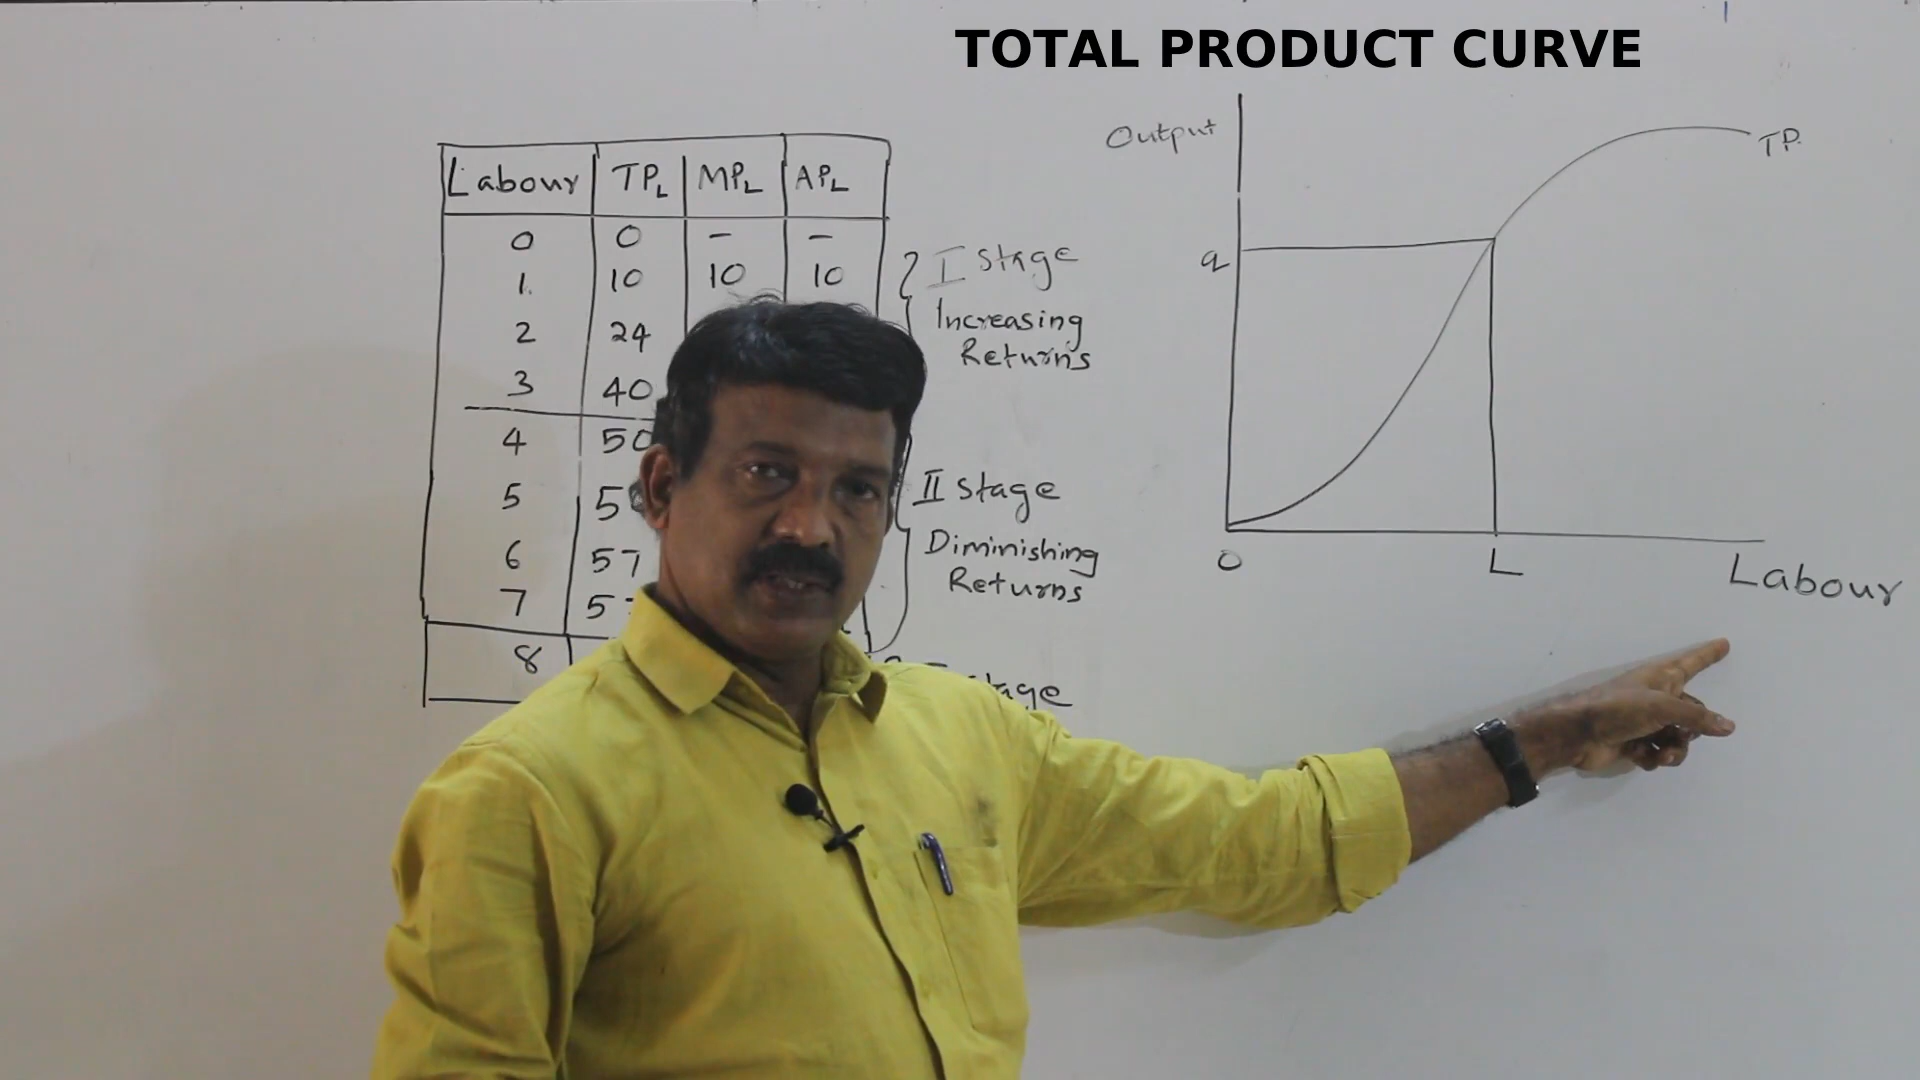 TOTAL PRODUCT CURVE
Labour TPL MPL APL
0 0 – –
1. 10 10 10
2 24
3 40
4 50
5
6 57
7
8
I Stage
Increasing
Returns
II Stage
Diminishing
Returns
Output
TP.
q
0 L
Labour